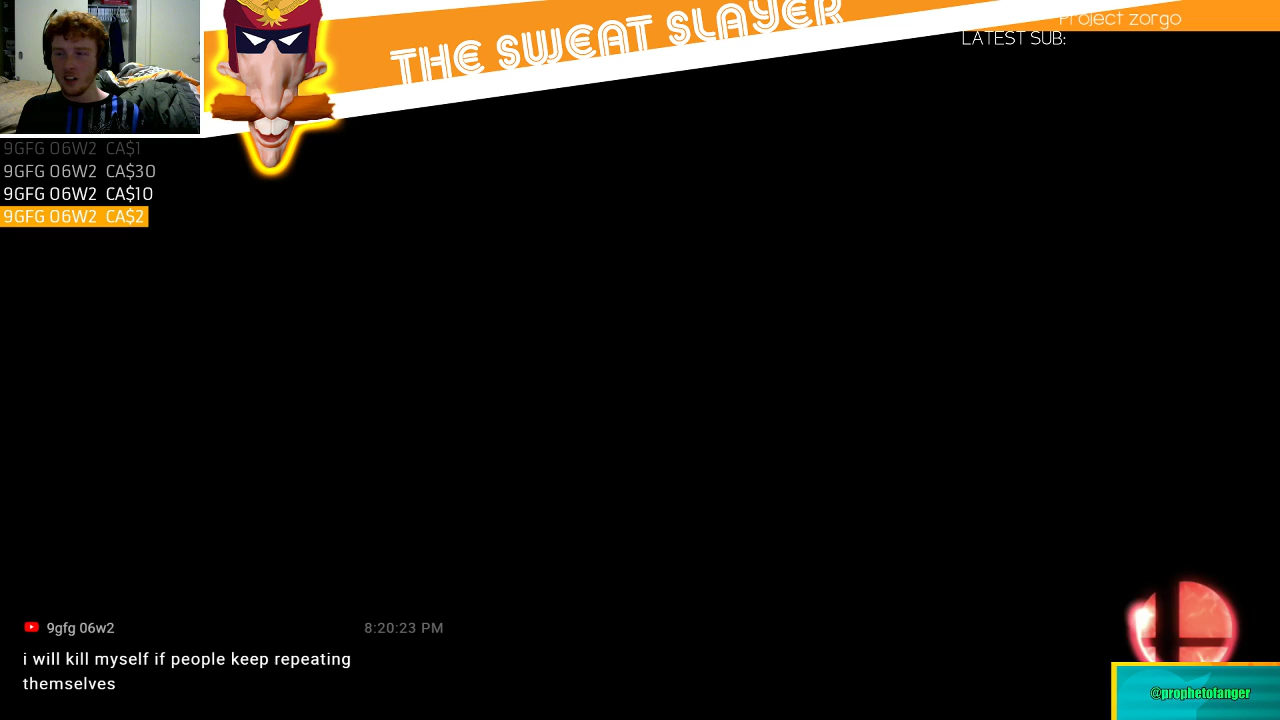 THE SWEAT SLAYER
Project zorgo
LATEST SUB:
9GFG 06W2 CA$1
9GFG 06W2 CA$30
9GFG 06W2 CA$10
9GFG 06W2 CA$2
9gfg 06w2 8:20:23 PM
i will kill myself if people keep repeating
themselves
@prophetofanger